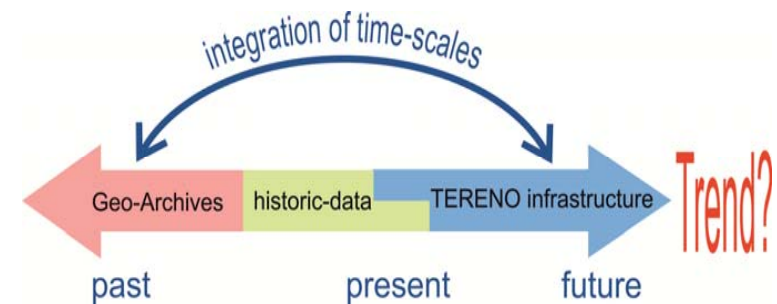 integration of time-scales
Geo-Archives historic-data TERENO infrastructure Trend?
past present future